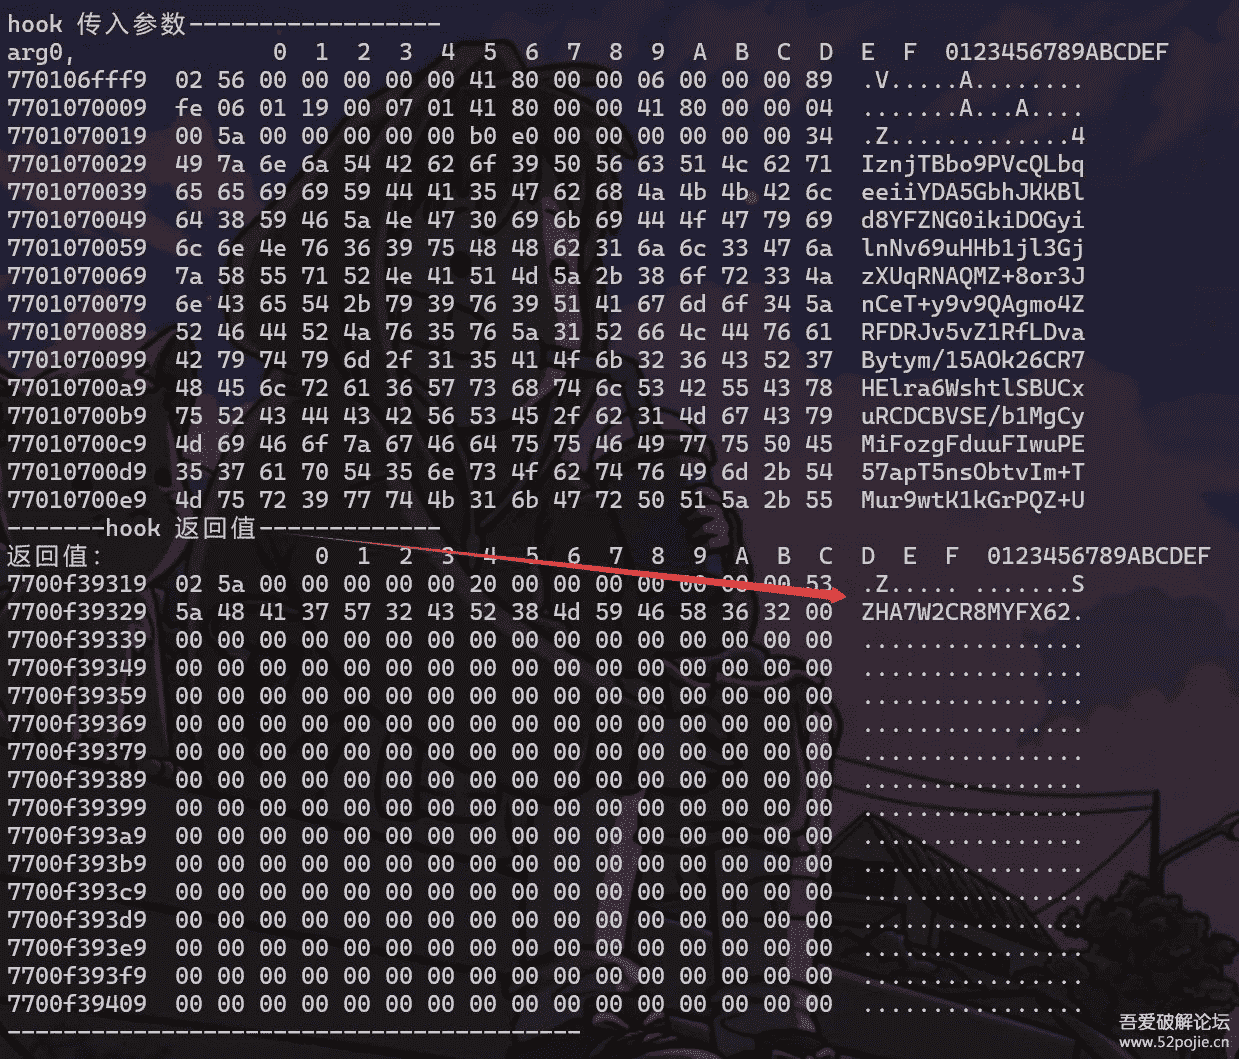 hook 传入参数------------------
arg0,              0  1  2  3  4  5  6  7  8  9  A  B  C  D  E  F  0123456789ABCDEF
770106fff9  02 56 00 00 00 00 00 41 80 00 00 06 00 00 00 89  .V.....A........
7701070009  fe 06 01 19 00 07 01 41 80 00 00 41 80 00 00 04  .......A...A....
7701070019  00 5a 00 00 00 00 00 b0 e0 00 00 00 00 00 00 34  .Z.............4
7701070029  49 7a 6e 6a 54 42 62 6f 39 50 56 63 51 4c 62 71  IznjTBbo9PVcQLbq
7701070039  65 65 69 69 59 44 41 35 47 62 68 4a 4b 4b 42 6c  eeiiYDA5GbhJKKBl
7701070049  64 38 59 46 5a 4e 47 30 69 6b 69 44 4f 47 79 69  d8YFZNG0ikiDOGyi
7701070059  6c 6e 4e 76 36 39 75 48 48 62 31 6a 6c 33 47 6a  lnNv69uHHb1jl3Gj
7701070069  7a 58 55 71 52 4e 41 51 4d 5a 2b 38 6f 72 33 4a  zXUqRNAQMZ+8or3J
7701070079  6e 43 65 54 2b 79 39 76 39 51 41 67 6d 6f 34 5a  nCeT+y9v9QAgmo4Z
7701070089  52 46 44 52 4a 76 35 76 5a 31 52 66 4c 44 76 61  RFDRJv5vZ1RfLDva
7701070099  42 79 74 79 6d 2f 31 35 41 4f 6b 32 36 43 52 37  Bytym/15AOk26CR7
77010700a9  48 45 6c 72 61 36 57 73 68 74 6c 53 42 55 43 78  HElra6WshtlSBUCx
77010700b9  75 52 43 44 43 42 56 53 45 2f 62 31 4d 67 43 79  uRCDCBVSE/b1MgCy
77010700c9  4d 69 46 6f 7a 67 46 64 75 75 46 49 77 75 50 45  MiFozgFduuFIwuPE
77010700d9  35 37 61 70 54 35 6e 73 4f 62 74 76 49 6d 2b 54  57apT5nsObtvIm+T
77010700e9  4d 75 72 39 77 74 4b 31 6b 47 72 50 51 5a 2b 55  Mur9wtK1kGrPQZ+U
-------hook 返回值-------------
返回值:               0  1  2  3  4  5  6  7  8  9  A  B  C  D  E  F  0123456789ABCDEF
7700f39319  02 5a 00 00 00 00 00 20 00 00 00 00 00 00 00 53  .Z..... .......S
7700f39329  5a 48 41 37 57 32 43 52 38 4d 59 46 58 36 32 00  ZHA7W2CR8MYFX62.
7700f39339  00 00 00 00 00 00 00 00 00 00 00 00 00 00 00 00  ................
7700f39349  00 00 00 00 00 00 00 00 00 00 00 00 00 00 00 00  ................
7700f39359  00 00 00 00 00 00 00 00 00 00 00 00 00 00 00 00  ................
7700f39369  00 00 00 00 00 00 00 00 00 00 00 00 00 00 00 00  ................
7700f39379  00 00 00 00 00 00 00 00 00 00 00 00 00 00 00 00  ................
7700f39389  00 00 00 00 00 00 00 00 00 00 00 00 00 00 00 00  ................
7700f39399  00 00 00 00 00 00 00 00 00 00 00 00 00 00 00 00  ................
7700f393a9  00 00 00 00 00 00 00 00 00 00 00 00 00 00 00 00  ................
7700f393b9  00 00 00 00 00 00 00 00 00 00 00 00 00 00 00 00  ................
7700f393c9  00 00 00 00 00 00 00 00 00 00 00 00 00 00 00 00  ................
7700f393d9  00 00 00 00 00 00 00 00 00 00 00 00 00 00 00 00  ................
7700f393e9  00 00 00 00 00 00 00 00 00 00 00 00 00 00 00 00  ................
7700f393f9  00 00 00 00 00 00 00 00 00 00 00 00 00 00 00 00  ................
7700f39409  00 00 00 00 00 00 00 00 00 00 00 00 00 00 00 00  ................
-----------------------------------------
吾爱破解论坛
www.52pojie.cn